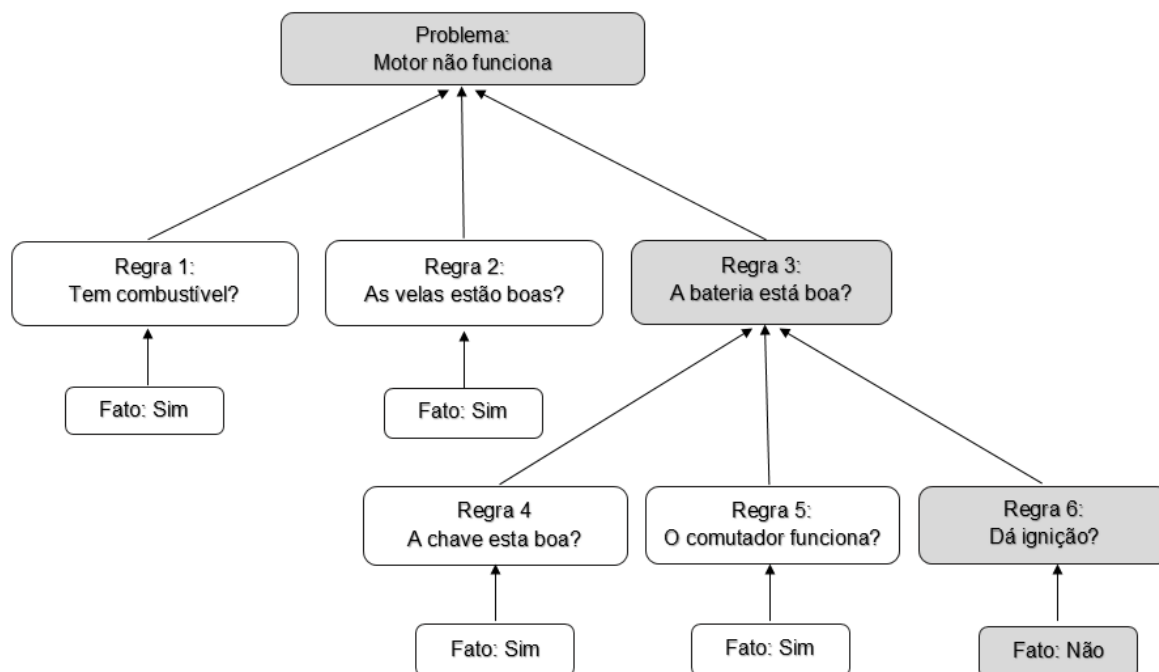 Problema:
Motor não funciona
Regra 1:
Tem combustível?
Regra 2:
As velas estão boas?
Regra 3:
A bateria está boa?
Fato: Sim
Fato: Sim
Regra 4
A chave esta boa?
Regra 5:
O comutador funciona?
Regra 6:
Dá ignição?
Fato: Sim
Fato: Sim
Fato: Não